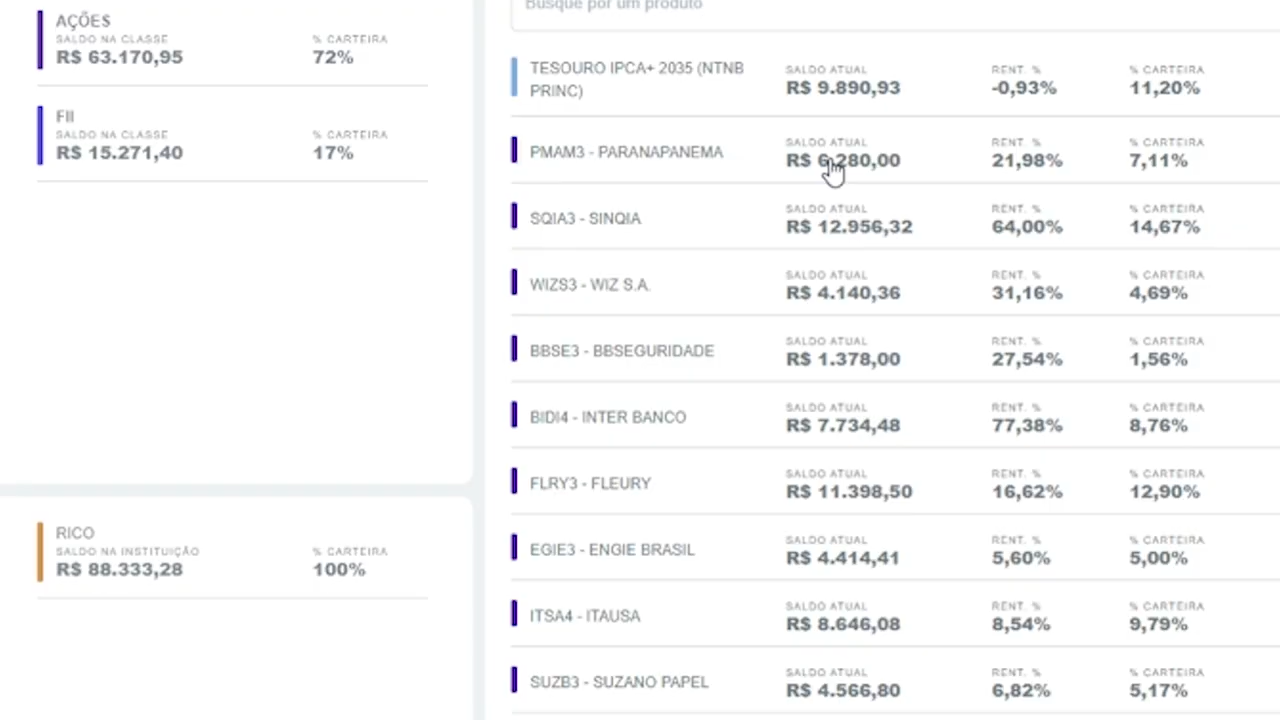 AÇÕES
SALDO NA CLASSE % CARTEIRA
R$ 63.170,95 72%
FII
SALDO NA CLASSE % CARTEIRA
R$ 15.271,40 17%
RICO
SALDO NA INSTITUIÇÃO % CARTEIRA
R$ 88.333,28 100%
Busque por um produto
TESOURO IPCA+ 2035 (NTNB
PRINC)
SALDO ATUAL RENT. % % CARTEIRA
R$ 9.890,93 -0,93% 11,20%
PMAM3 - PARANAPANEMA
SALDO ATUAL RENT. % % CARTEIRA
R$ 6.280,00 21,98% 7,11%
SQIA3 - SINQIA
SALDO ATUAL RENT. % % CARTEIRA
R$ 12.956,32 64,00% 14,67%
WIZS3 - WIZ S.A.
SALDO ATUAL RENT. % % CARTEIRA
R$ 4.140,36 31,16% 4,69%
BBSE3 - BBSEGURIDADE
SALDO ATUAL RENT. % % CARTEIRA
R$ 1.378,00 27,54% 1,56%
BIDI4 - INTER BANCO
SALDO ATUAL RENT. % % CARTEIRA
R$ 7.734,48 77,38% 8,76%
FLRY3 - FLEURY
SALDO ATUAL RENT. % % CARTEIRA
R$ 11.398,50 16,62% 12,90%
EGIE3 - ENGIE BRASIL
SALDO ATUAL RENT. % % CARTEIRA
R$ 4.414,41 5,60% 5,00%
ITSA4 - ITAUSA
SALDO ATUAL RENT. % % CARTEIRA
R$ 8.646,08 8,54% 9,79%
SUZB3 - SUZANO PAPEL
SALDO ATUAL RENT. % % CARTEIRA
R$ 4.566,80 6,82% 5,17%